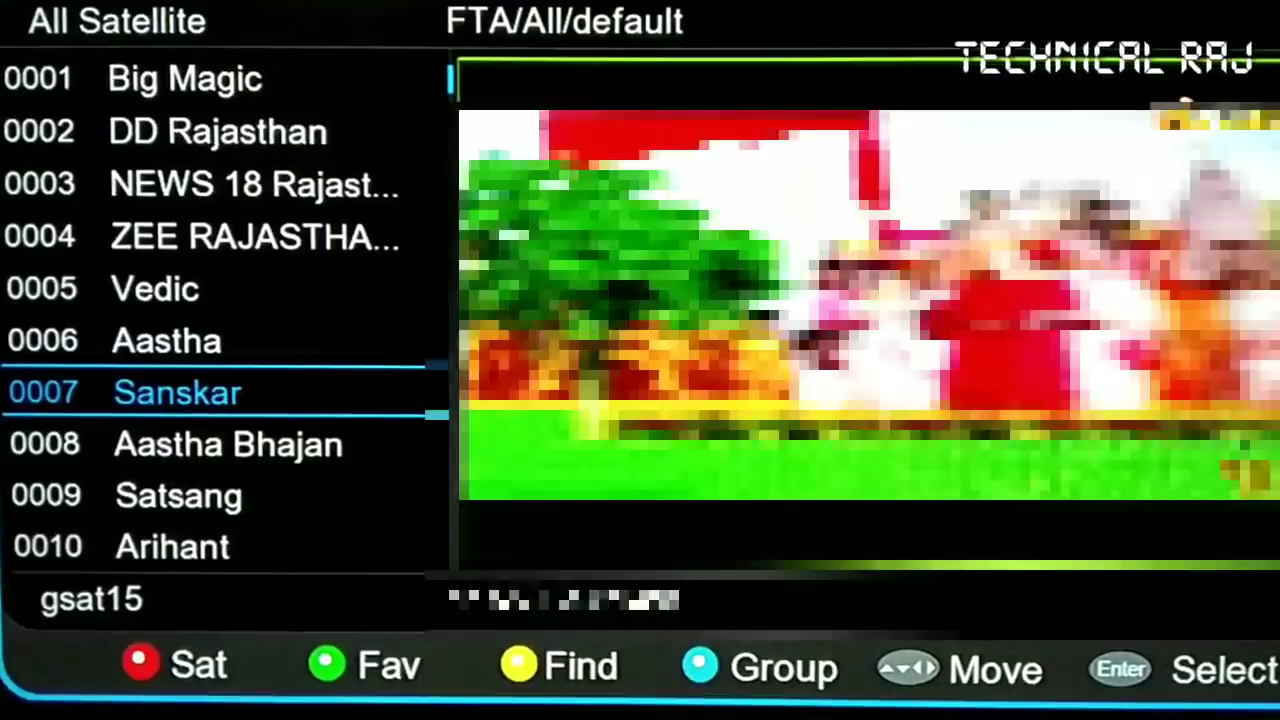 All Satellite FTA/All/default
TECHNICAL RAJ
0001 Big Magic
0002 DD Rajasthan
0003 NEWS 18 Rajast...
0004 ZEE RAJASTHA...
0005 Vedic
0006 Aastha
0007 Sanskar
0008 Aastha Bhajan
0009 Satsang
0010 Arihant
gsat15
Sat Fav Find Group Move Enter Select